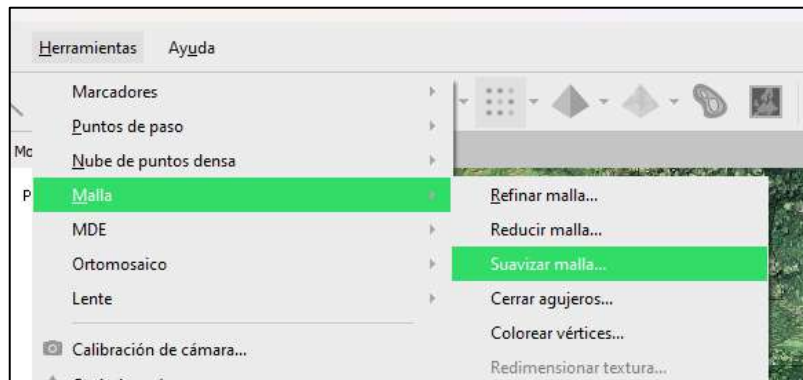 Herramientas Ayuda
Marcadores
Puntos de paso
Mo
Nube de puntos densa
P
Malla
Refinar malla...
MDE
Reducir malla...
Ortomosaico
Suavizar malla...
Lente
Cerrar agujeros...
Colorear vértices...
Calibración de cámara...
Redimensionar textura...